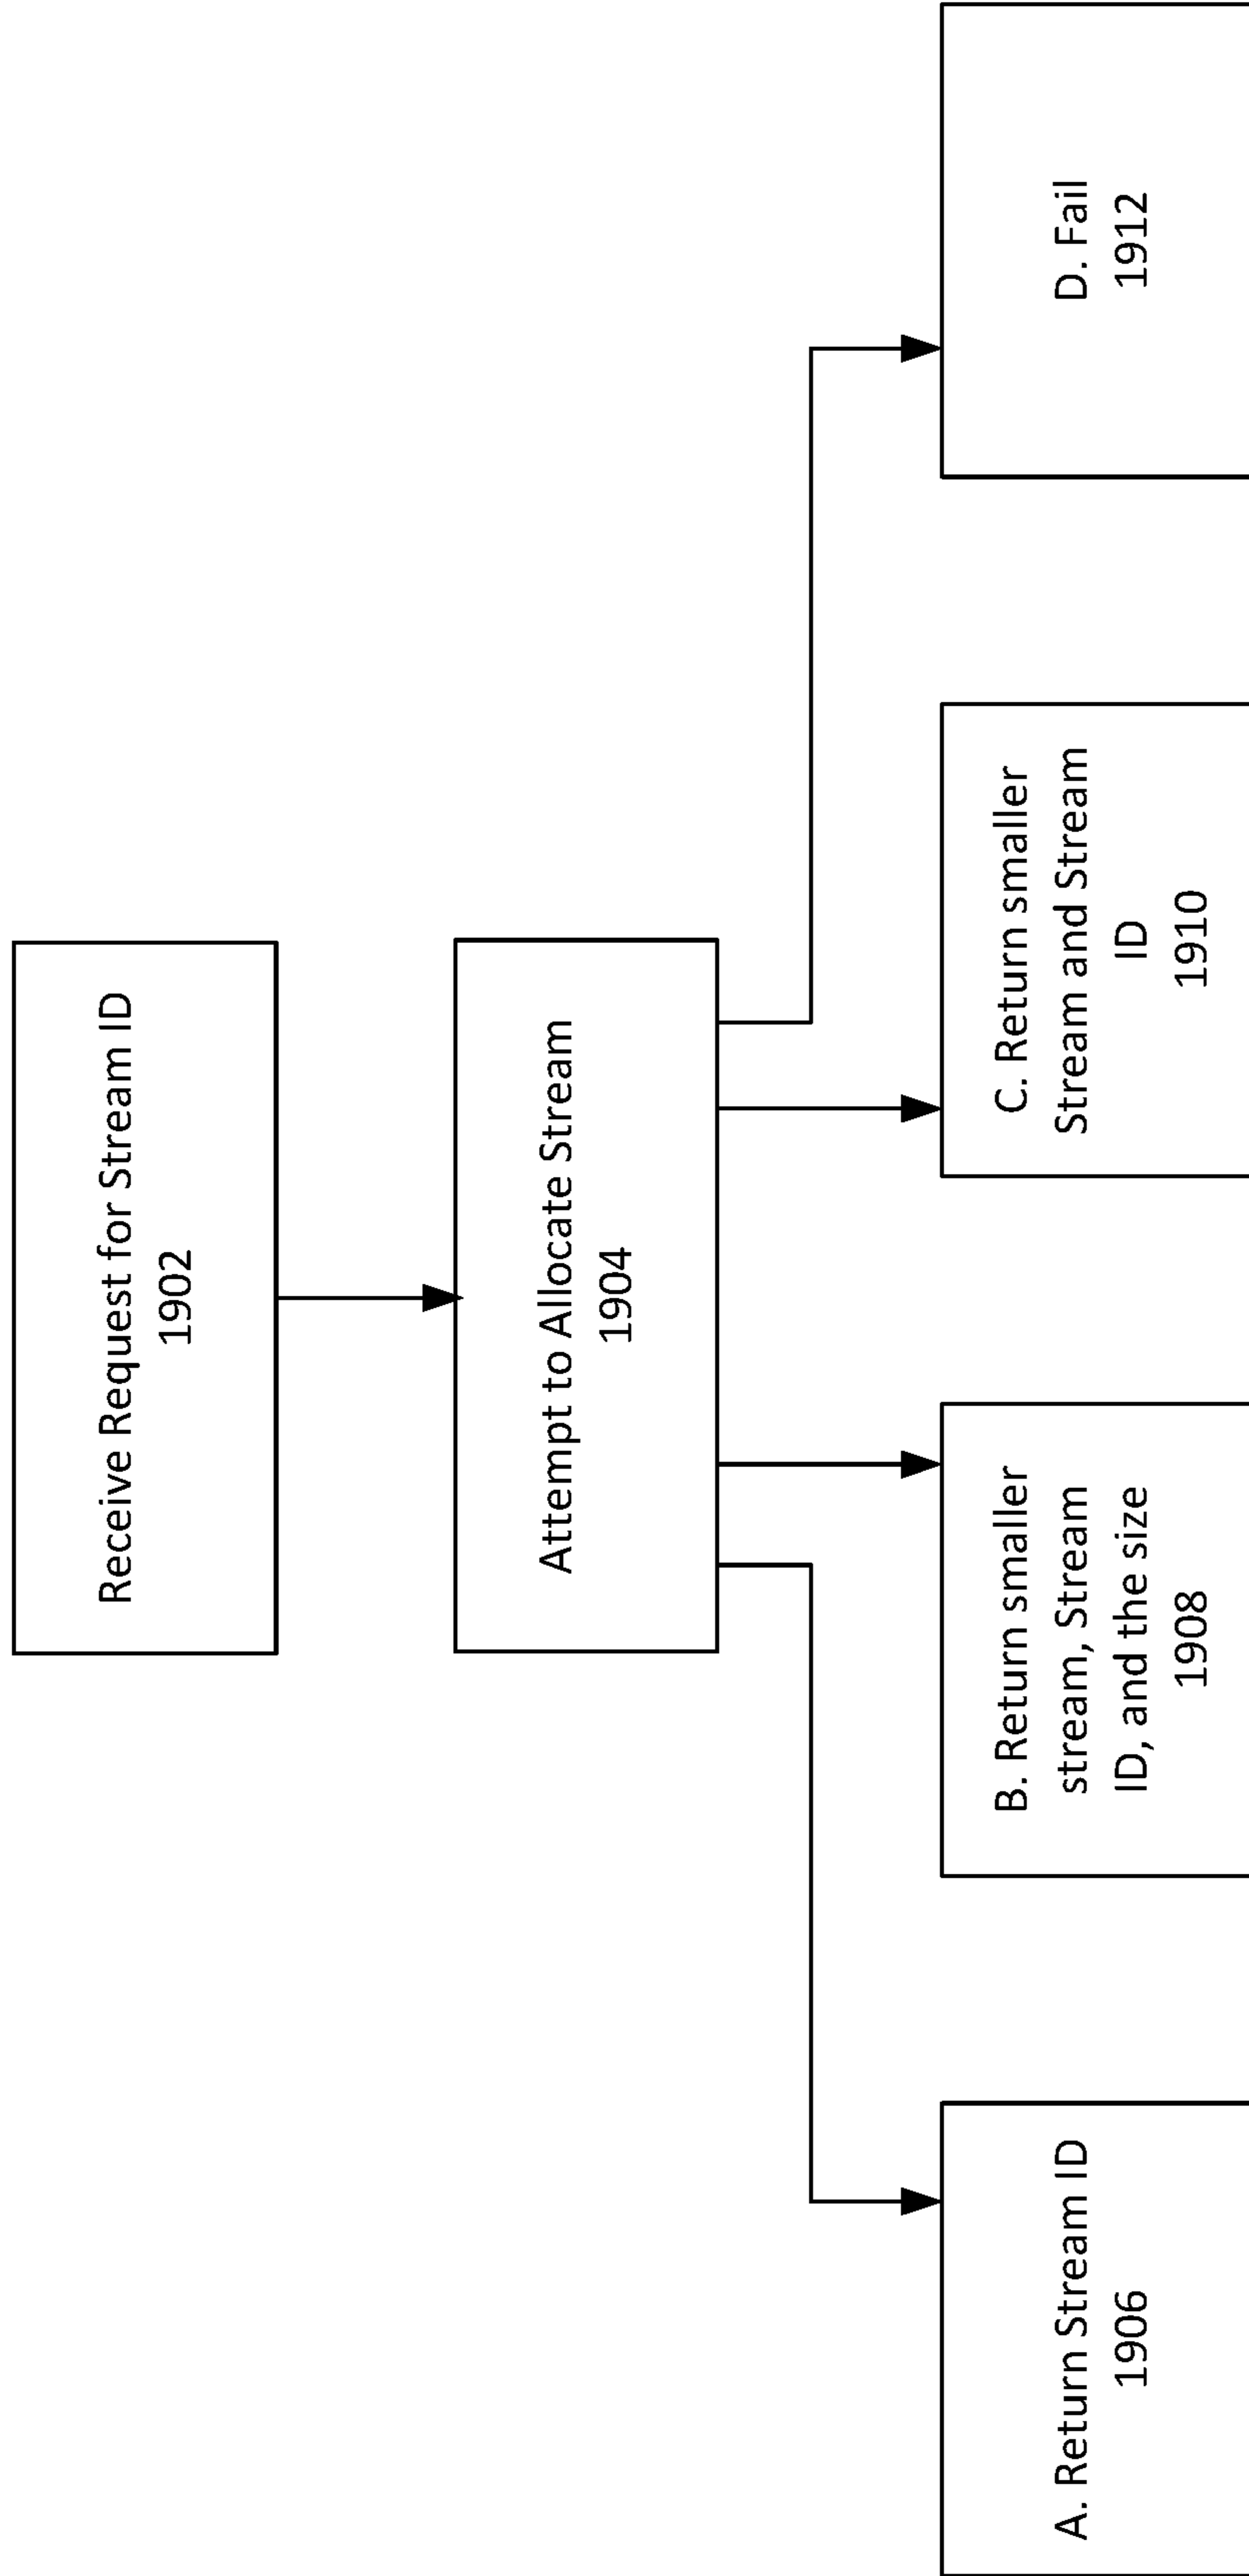 Receive Request for Stream ID
1902
Attempt to Allocate Stream
1904
A. Return Stream ID
1906
B. Return smaller
stream, Stream
ID, and the size
1908
C. Return smaller
Stream and Stream
ID
1910
D. Fail
1912